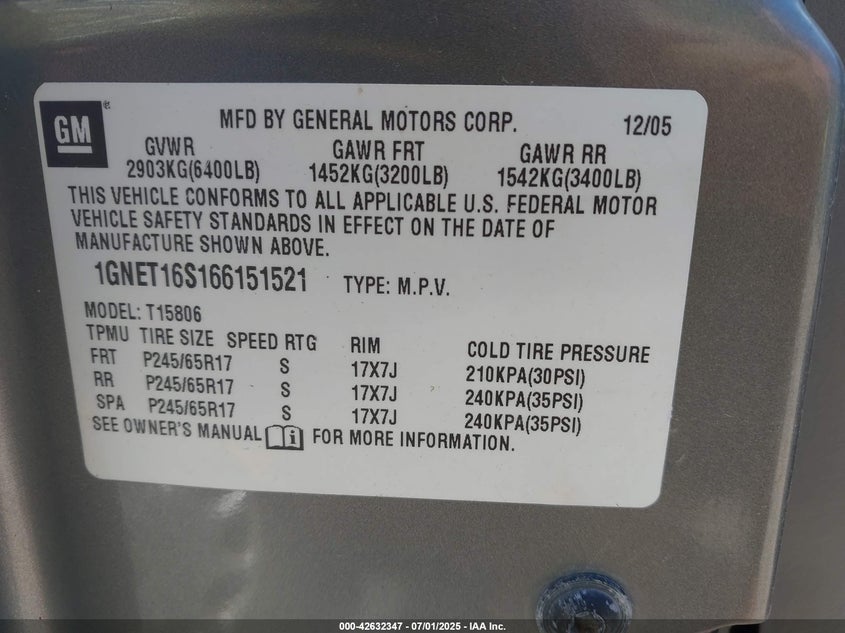 GM
MFD BY GENERAL MOTORS CORP. 12/05
GVWR GAWR FRT GAWR RR
2903KG(6400LB) 1452KG(3200LB) 1542KG(3400LB)
THIS VEHICLE CONFORMS TO ALL APPLICABLE U.S. FEDERAL MOTOR
VEHICLE SAFETY STANDARDS IN EFFECT ON THE DATE OF
MANUFACTURE SHOWN ABOVE.
1GNET16S166151521 TYPE: M.P.V.
MODEL: T15806
TPMU TIRE SIZE SPEED RTG RIM COLD TIRE PRESSURE
FRT P245/65R17 S 17X7J 210KPA(30PSI)
RR P245/65R17 S 17X7J 240KPA(35PSI)
SPA P245/65R17 S 17X7J 240KPA(35PSI)
SEE OWNER'S MANUAL i FOR MORE INFORMATION.
000-42632347 - 07/01/2025 - IAA Inc.